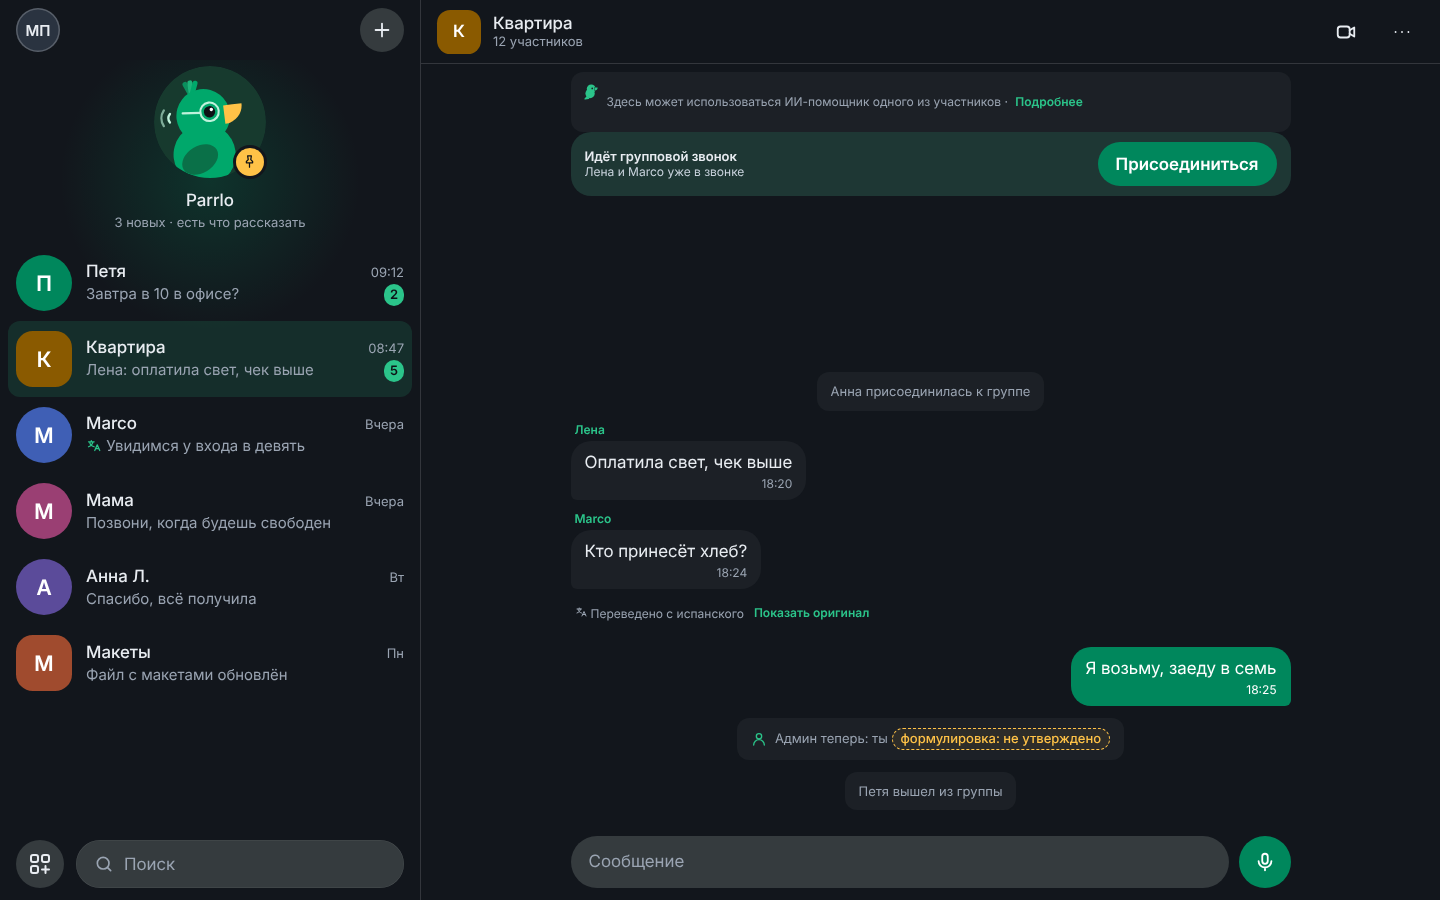 МП
Parrlo
3 новых · есть что рассказать
П
Петя
09:12
Завтра в 10 в офисе?
2
К
Квартира
08:47
Лена: оплатила свет, чек выше
5
M
Marco
Вчера
Увидимся у входа в девять
М
Мама
Вчера
Позвони, когда будешь свободен
А
Анна Л.
Вт
Спасибо, всё получила
М
Макеты
Пн
Файл с макетами обновлён
Поиск
К
Квартира
12 участников
Здесь может использоваться ИИ-помощник одного из участников · Подробнее
Идёт групповой звонок
Лена и Marco уже в звонке
Присоединиться
Анна присоединилась к группе
Лена
Оплатила свет, чек выше
18:20
Marco
Кто принесёт хлеб?
18:24
Переведено с испанского Показать оригинал
Я возьму, заеду в семь
18:25
Админ теперь: ты формулировка: не утверждено
Петя вышел из группы
Сообщение